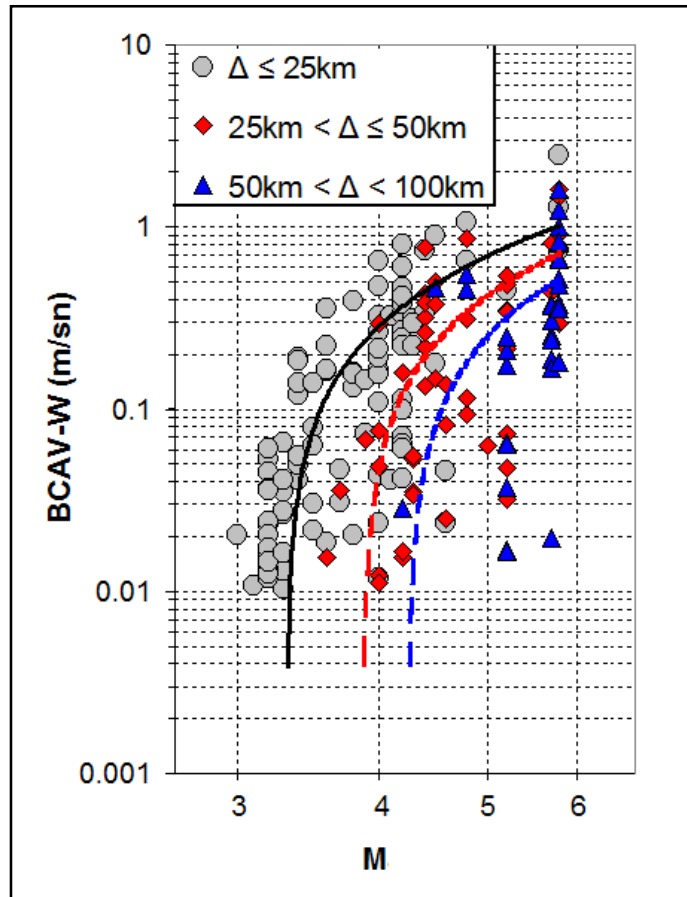 10
Δ ≤ 25km
25km < Δ ≤ 50km
50km < Δ < 100km
1
0.1
0.01
0.001
BCAV-W (m/sn)
3 4 5 6
M